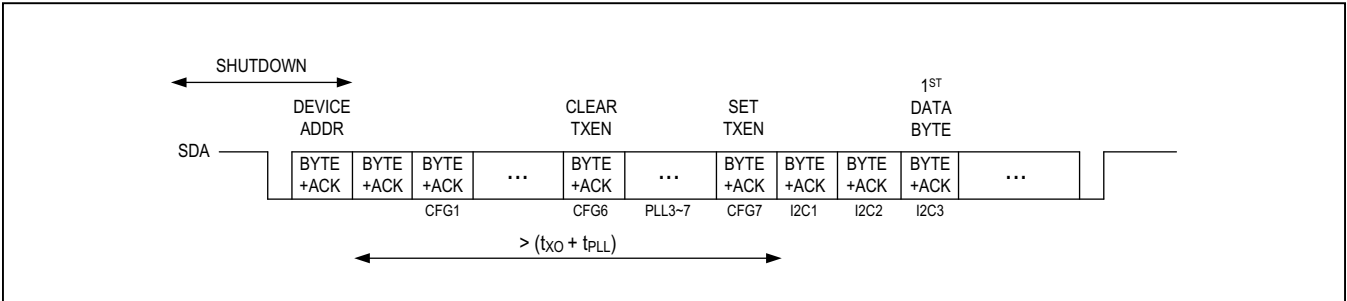 SHUTDOWN
DEVICE ADDR
CLEAR TXEN
SET TXEN
1ST DATA BYTE
SDA
BYTE +ACK BYTE +ACK BYTE +ACK ... BYTE +ACK ... BYTE +ACK BYTE +ACK BYTE +ACK BYTE +ACK ...
CFG1 CFG6 PLL3~7 CFG7 I2C1 I2C2 I2C3
> (tXO + tPLL)